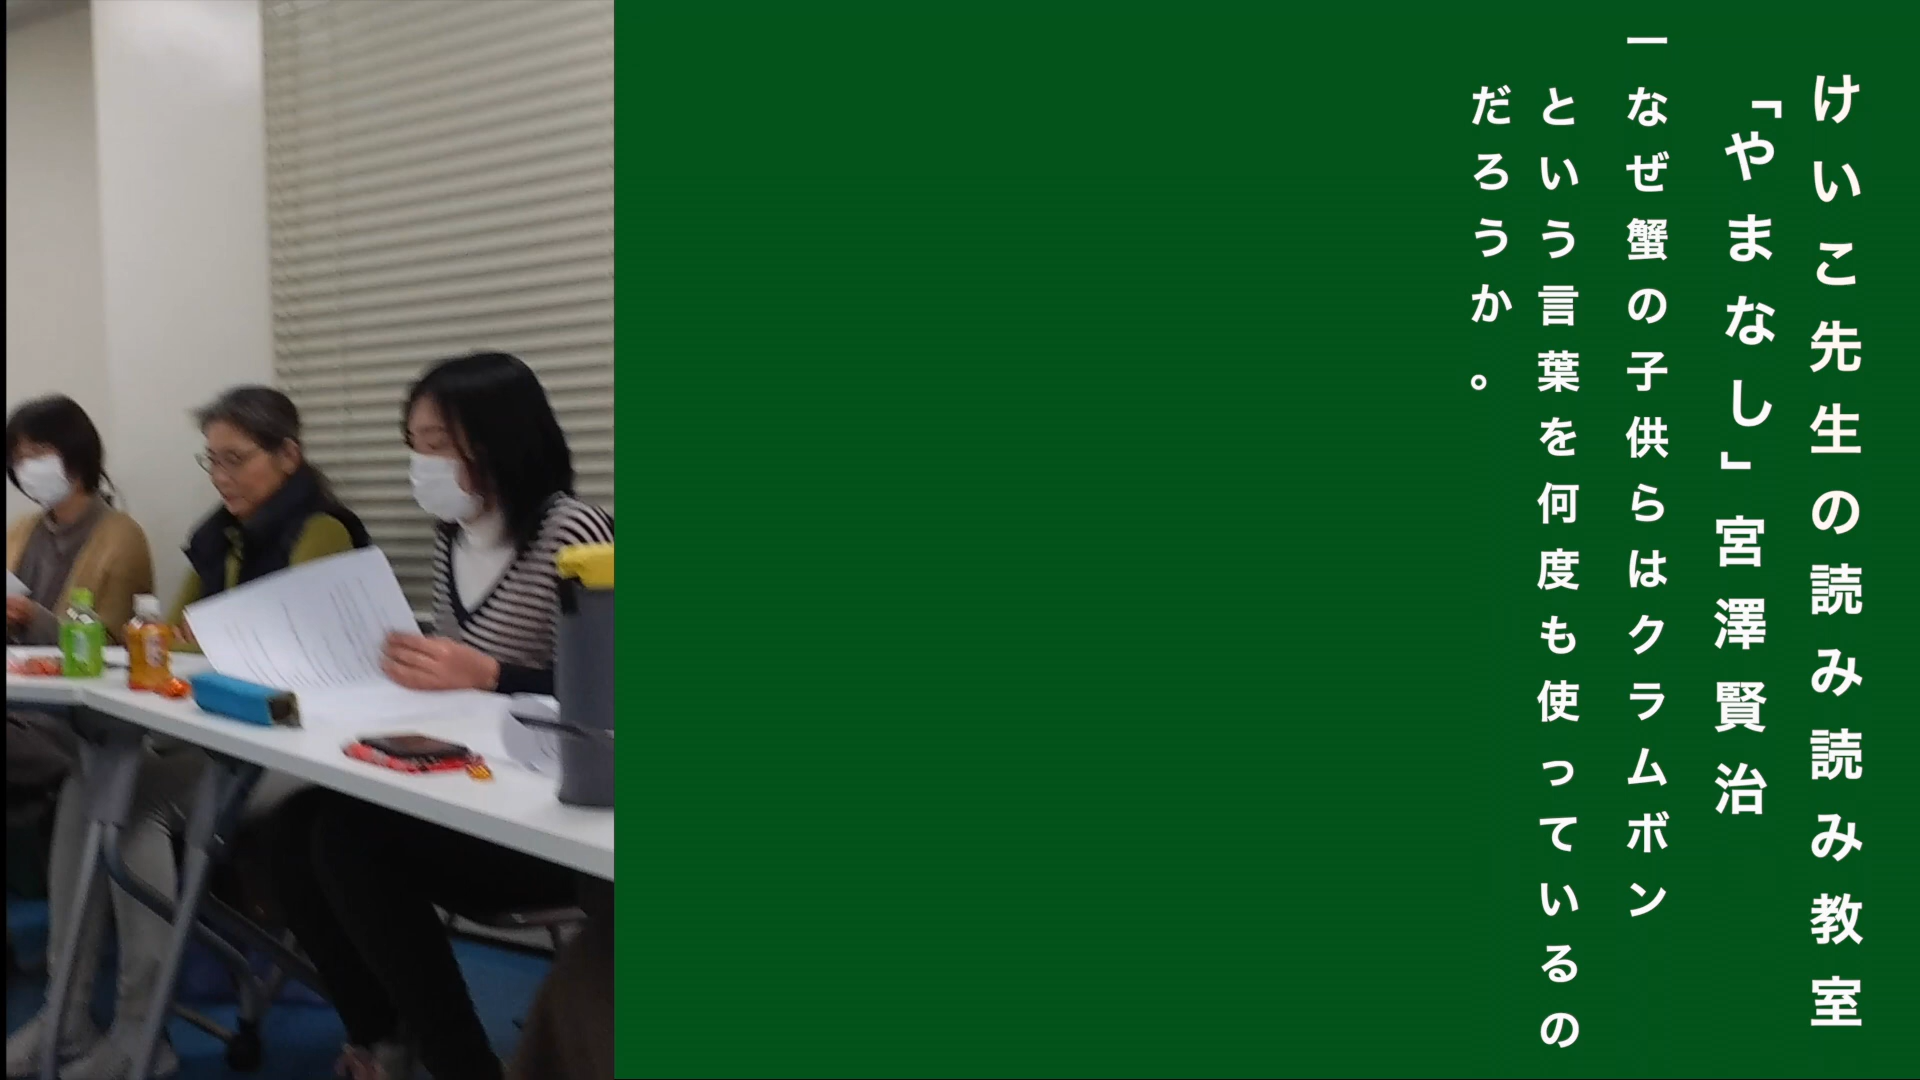 けいこ先生の読み読み教室
「やまなし」宮澤賢治
一なぜ蟹の子供らはクラムボン
という言葉を何度も使っているの
だろうか。